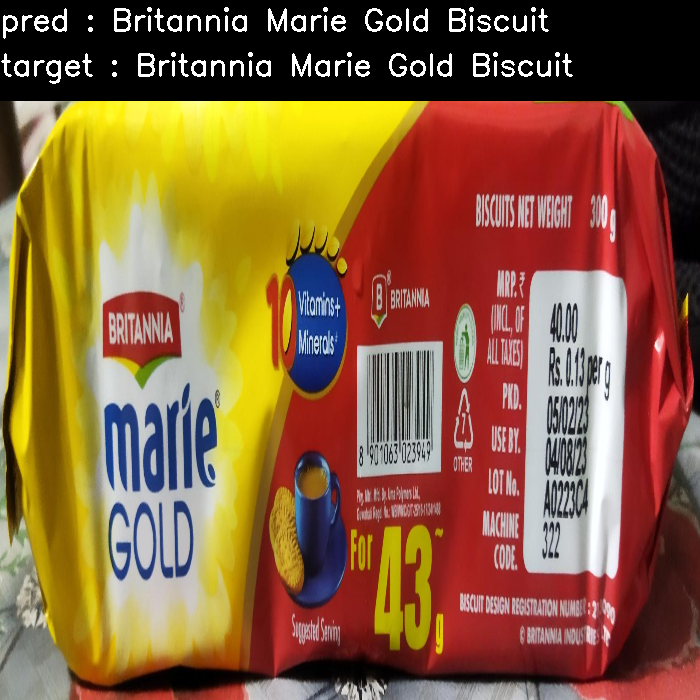 pred : Britannia Marie Gold Biscuit
target : Britannia Marie Gold Biscuit
BISCUITS NET WEIGHT 300 g
BRITANNIA
marie
GOLD
10 Vitamins+
Minerals
BRITANNIA
8 901063 023949
OTHER
MRP. ₹ 40.00
(INCL. OF
ALL TAXES) Rs. 0.13 per g
PKD. 05/02/23
USE BY. 04/08/23
LOT No. A0223C4
MACHINE
CODE. 322
For 43 g
Suggested Serving
BISCUIT DESIGN REGISTRATION NUMBER :
© BRITANNIA